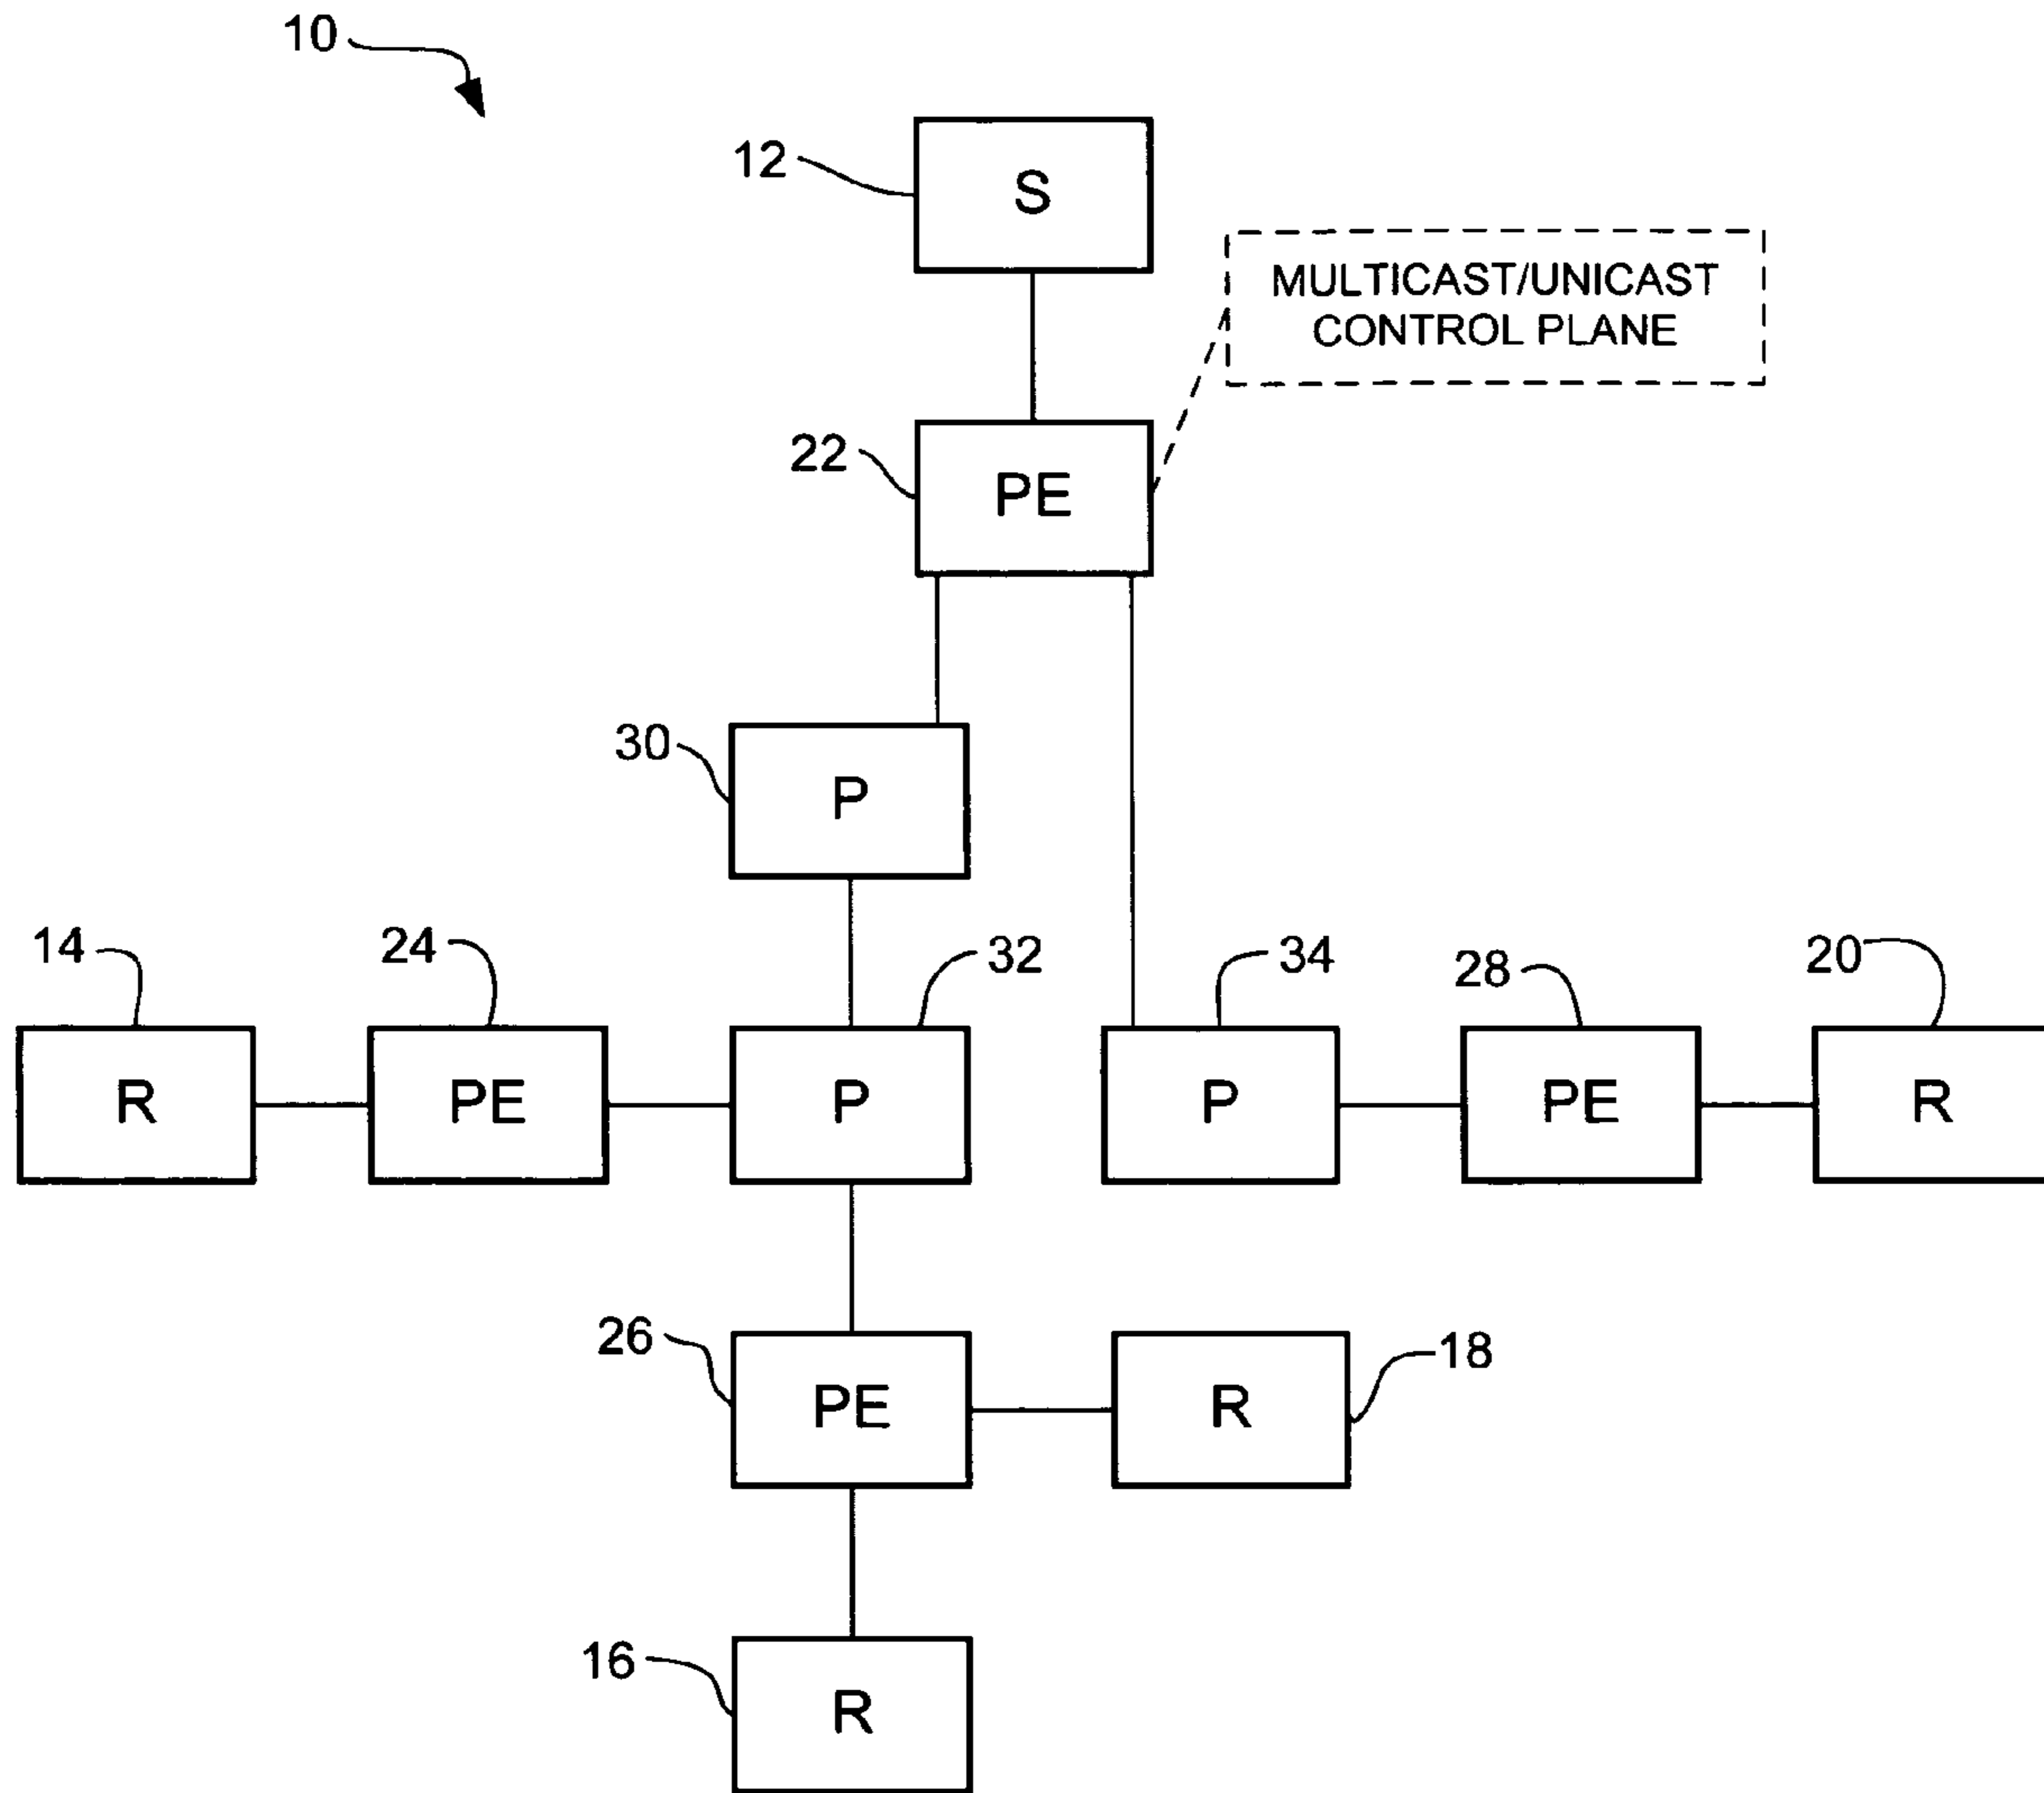 10
12
S
MULTICAST/UNICAST
CONTROL PLANE
22
PE
30
P
14
24
32
34
28
20
R
PE
P
P
PE
R
26
PE
R
18
16
R